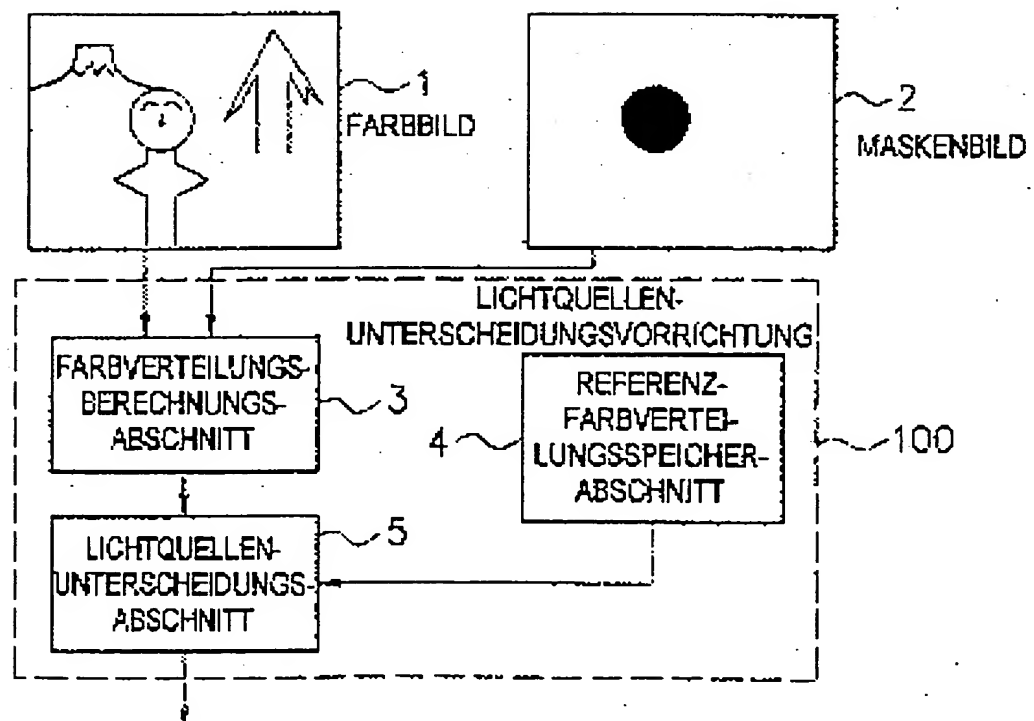 1
FARBBILD
2
MASKENBILD
LICHTQUELLEN-
UNTERSCHEIDUNGSVORRICHTUNG
FARBVERTEILUNGS-
BERECHNUNGS-
ABSCHNITT
3
4
REFERENZ-
FARBVERTEI-
LUNGSSPEICHER-
ABSCHNITT
100
LICHTQUELLEN-
UNTERSCHEIDUNGS-
ABSCHNITT
5